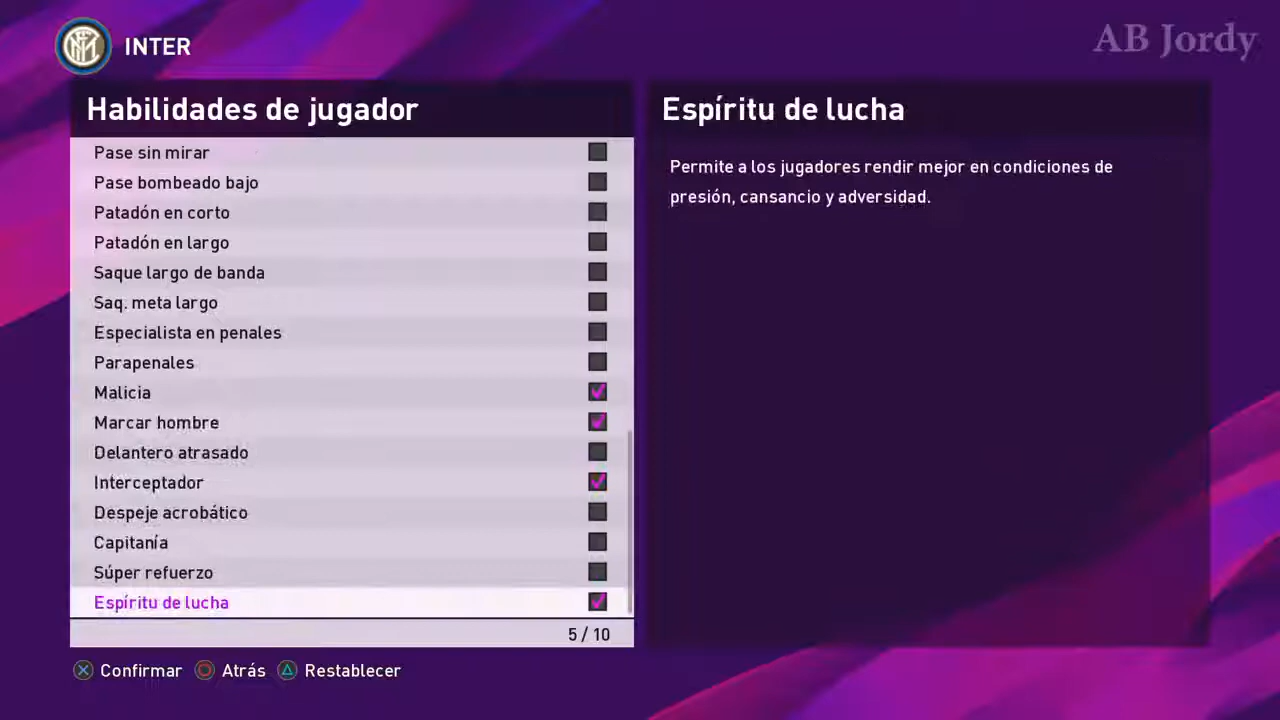 INTER
AB Jordy
Habilidades de jugador
Pase sin mirar
Pase bombeado bajo
Patadón en corto
Patadón en largo
Saque largo de banda
Saq. meta largo
Especialista en penales
Parapenales
Malicia
Marcar hombre
Delantero atrasado
Interceptador
Despeje acrobático
Capitanía
Súper refuerzo
Espíritu de lucha
5 / 10
Espíritu de lucha
Permite a los jugadores rendir mejor en condiciones de
presión, cansancio y adversidad.
Confirmar Atrás Restablecer